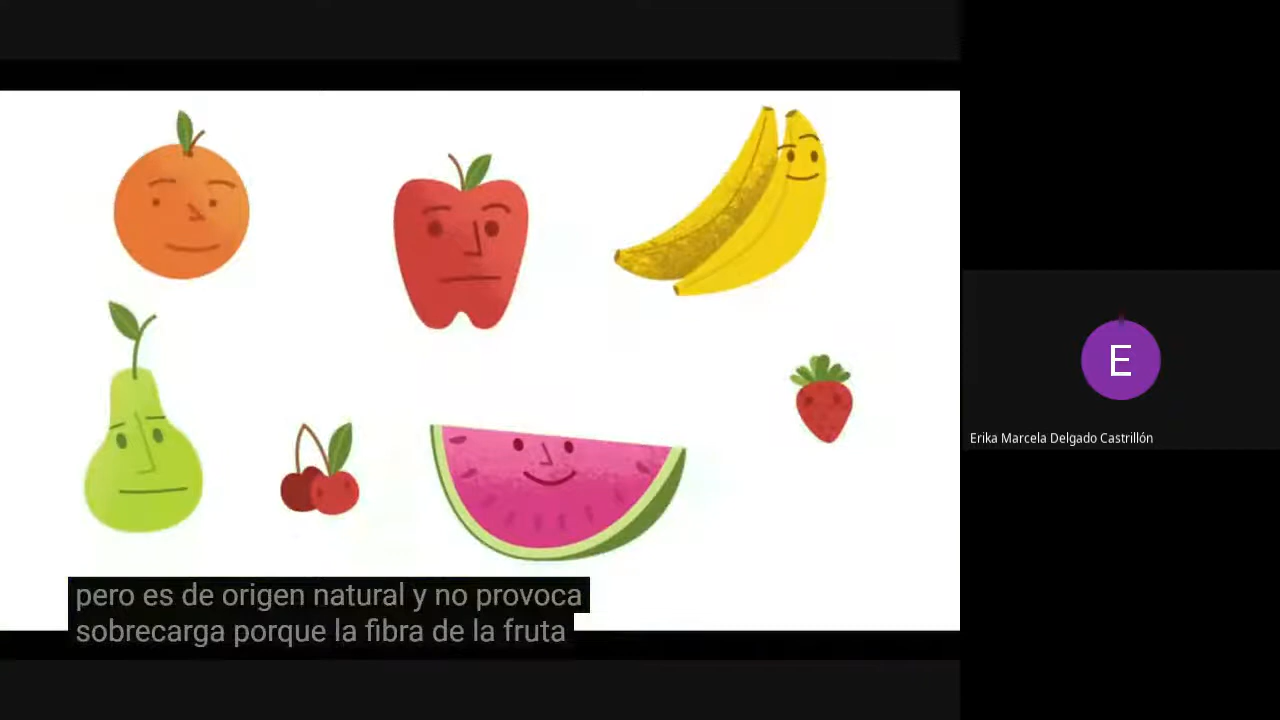 pero es de origen natural y no provoca
sobrecarga porque la fibra de la fruta
E
Erika Marcela Delgado Castrillón